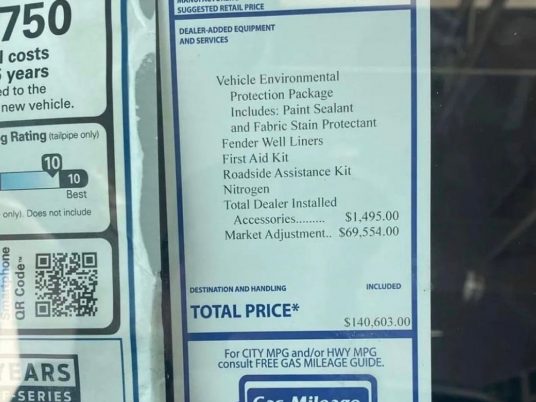 750
l costs
5 years
ed to the
new vehicle.
g Rating (tailpipe only)
10
10
Best
only). Does not include
Smartphone
QR Code™
YEARS
-SERIES
SUGGESTED RETAIL PRICE
DEALER-ADDED EQUIPMENT
AND SERVICES
Vehicle Environmental
Protection Package
Includes: Paint Sealant
and Fabric Stain Protectant
Fender Well Liners
First Aid Kit
Roadside Assistance Kit
Nitrogen
Total Dealer Installed
Accessories......... $1,495.00
Market Adjustment.. $69,554.00
DESTINATION AND HANDLING INCLUDED
TOTAL PRICE*
$140,603.00
For CITY MPG and/or HWY MPG
consult FREE GAS MILEAGE GUIDE.
Gas Mileage